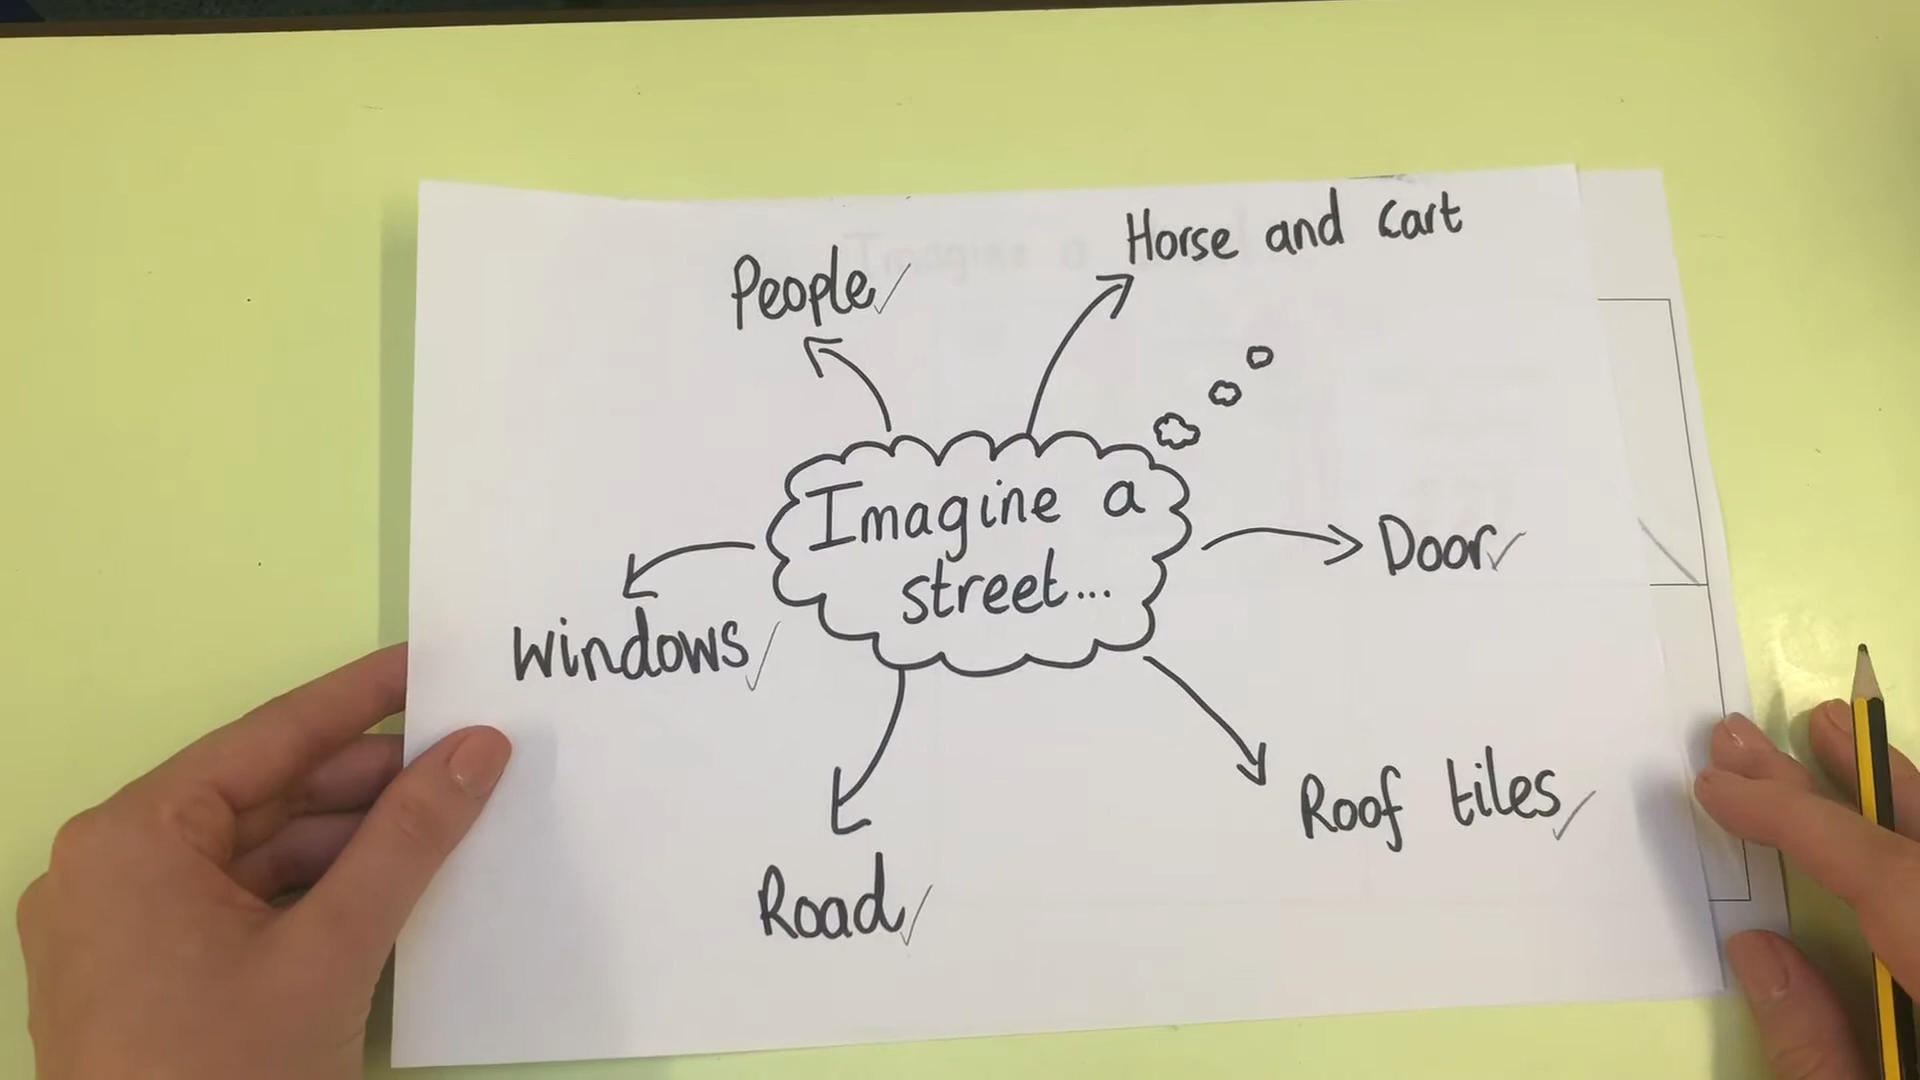 Horse and cart
People
Imagine a
street...
Door
Windows
Roof tiles
Road